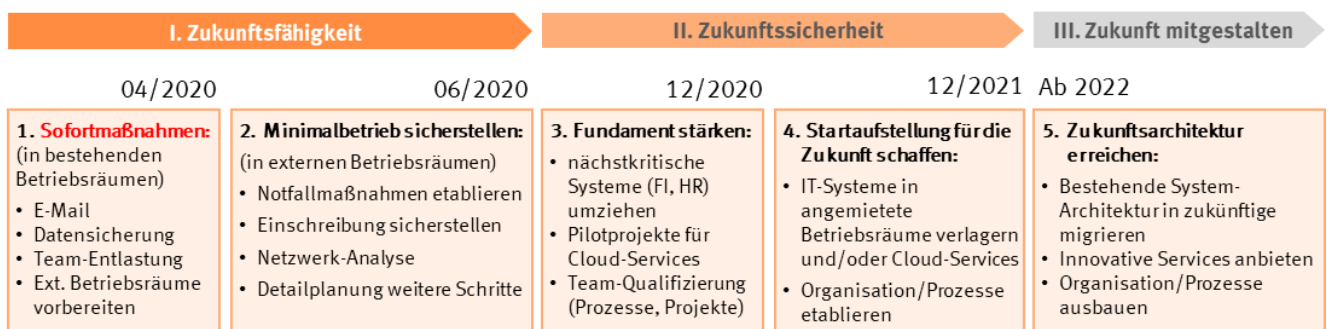 I. Zukunftsfähigkeit
II. Zukunftssicherheit
III. Zukunft mitgestalten
04/2020
06/2020
12/2020
12/2021
Ab 2022
1. Sofortmaßnahmen:
(in bestehenden
Betriebsräumen)
• E-Mail
• Datensicherung
• Team-Entlastung
• Ext. Betriebsräume
vorbereiten
2. Minimalbetrieb sicherstellen:
(in externen Betriebsräumen)
• Notfallmaßnahmen etablieren
• Einschreibung sicherstellen
• Netzwerk-Analyse
• Detailplanung weitere Schritte
3. Fundament stärken:
• nächstkritische
Systeme (FI, HR)
umziehen
• Pilotprojekte für
Cloud-Services
• Team-Qualifizierung
(Prozesse, Projekte)
4. Startaufstellung für die
Zukunft schaffen:
• IT-Systeme in
angemietete
Betriebsräume verlagern
und/oder Cloud-Services
• Organisation/Prozesse
etablieren
5. Zukunftsarchitektur
erreichen:
• Bestehende System-
Architektur in zukünftige
migrieren
• Innovative Services anbieten
• Organisation/Prozesse
ausbauen